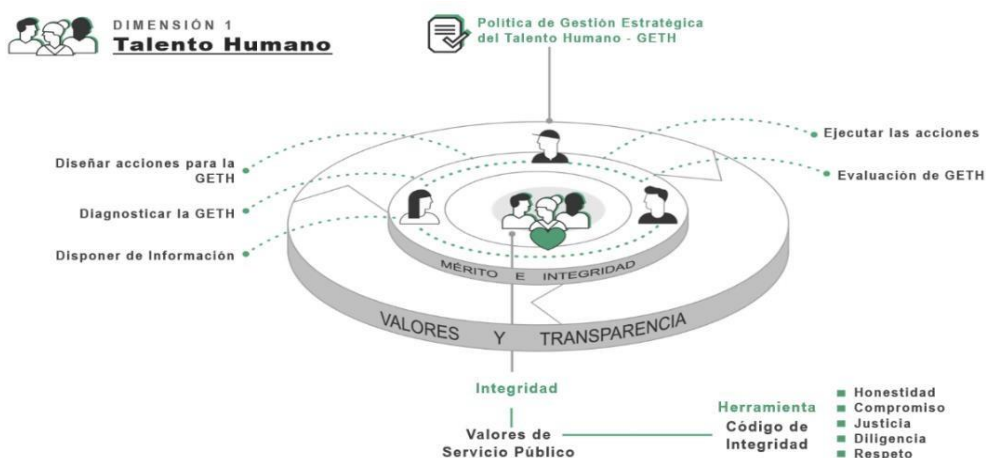 DIMENSIÓN 1
Talento Humano
Política de Gestión Estratégica
del Talento Humano - GETH
Diseñar acciones para la
GETH
Diagnosticar la GETH
Disponer de Información
Ejecutar las acciones
Evaluación de GETH
MÉRITO E INTEGRIDAD
VALORES Y TRANSPARENCIA
Integridad
Valores de
Servicio Público
Herramienta
Código de
Integridad
Honestidad
Compromiso
Justicia
Diligencia
Respeto